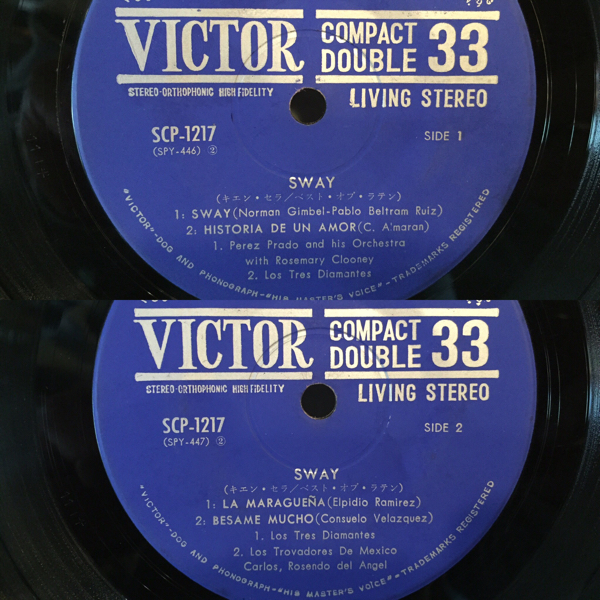 VICTOR
COMPACT
DOUBLE 33
STEREO-ORTHOPHONIC HIGH FIDELITY
LIVING STEREO
SCP-1217
(SPY-446) ②
SIDE 1
SWAY
(キエン・セラ/ベスト・オブ・ラテン)
1: SWAY(Norman Gimbel-Pablo Beltram Ruiz)
2: HISTORIA DE UN AMOR(C. A'maran)
1. Perez Prado and his Orchestra
with Rosemary Clooney
2. Los Tres Diamantes
"VICTOR"-DOG AND PHONOGRAPH-"HIS MASTER'S VOICE"-TRADEMARKS REGISTERED
VICTOR
COMPACT
DOUBLE 33
STEREO-ORTHOPHONIC HIGH FIDELITY
LIVING STEREO
SCP-1217
(SPY-447) ②
SIDE 2
SWAY
(キエン・セラ/ベスト・オブ・ラテン)
1: LA MARAGUEÑA(Elpidio Ramirez)
2: BESAME MUCHO(Consuelo Velazquez)
1. Los Tres Diamantes
2. Los Trovadores De Mexico
Carlos, Rosendo del Angel
"VICTOR"-DOG AND PHONOGRAPH-"HIS MASTER'S VOICE"-TRADEMARKS REGISTERED